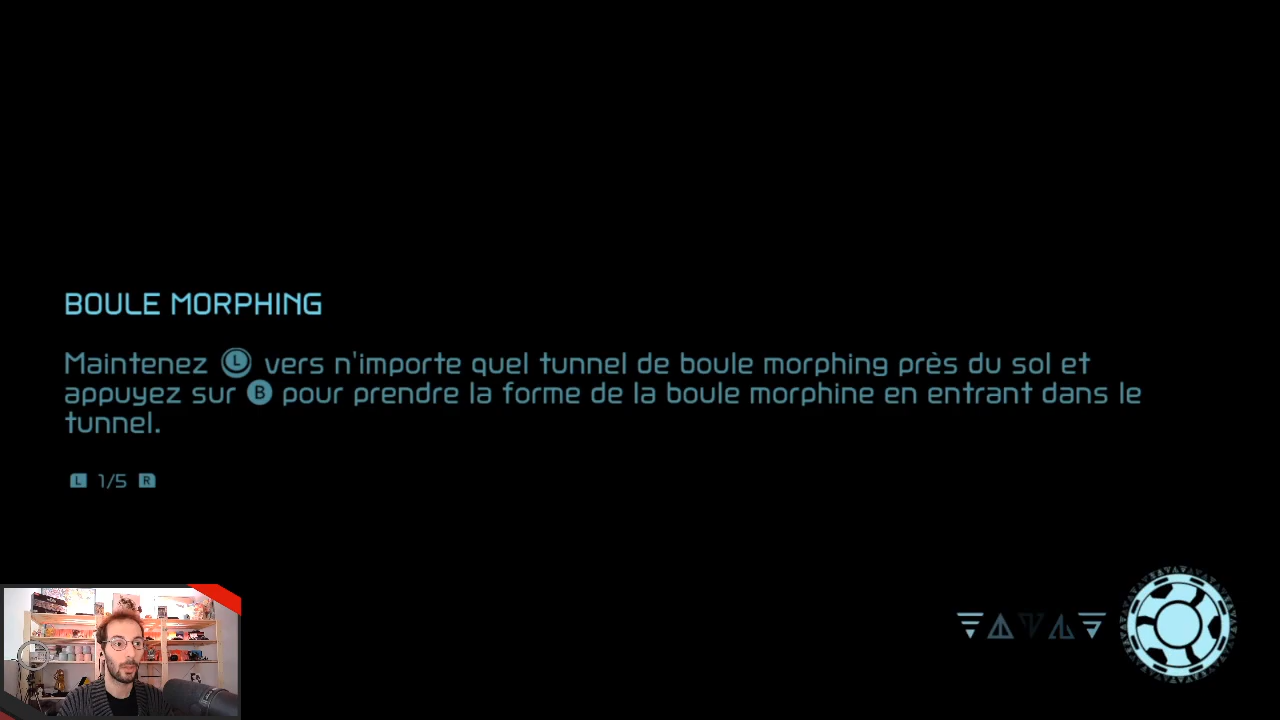 BOULE MORPHING
Maintenez L vers n'importe quel tunnel de boule morphing près du sol et
appuyez sur B pour prendre la forme de la boule morphine en entrant dans le
tunnel.
L 1/5 R